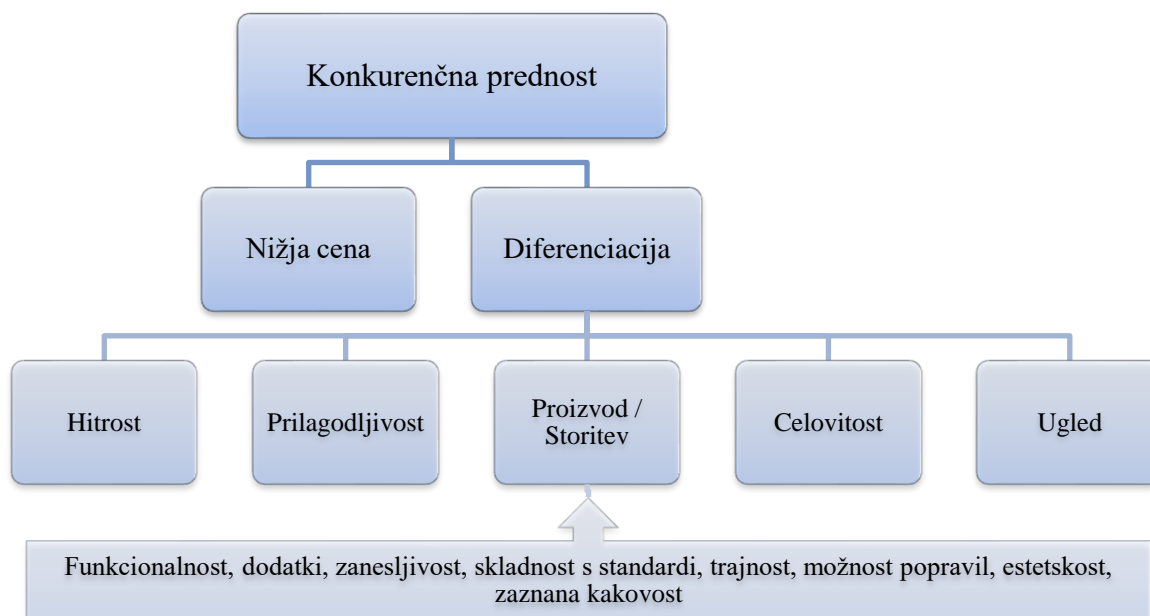 Konkurenčna prednost
Nižja cena
Diferenciacija
Hitrost
Prilagodljivost
Proizvod /
Storitev
Celovitost
Ugled
Funkcionalnost, dodatki, zanesljivost, skladnost s standardi, trajnost, možnost popravil, estetskost,
zaznana kakovost